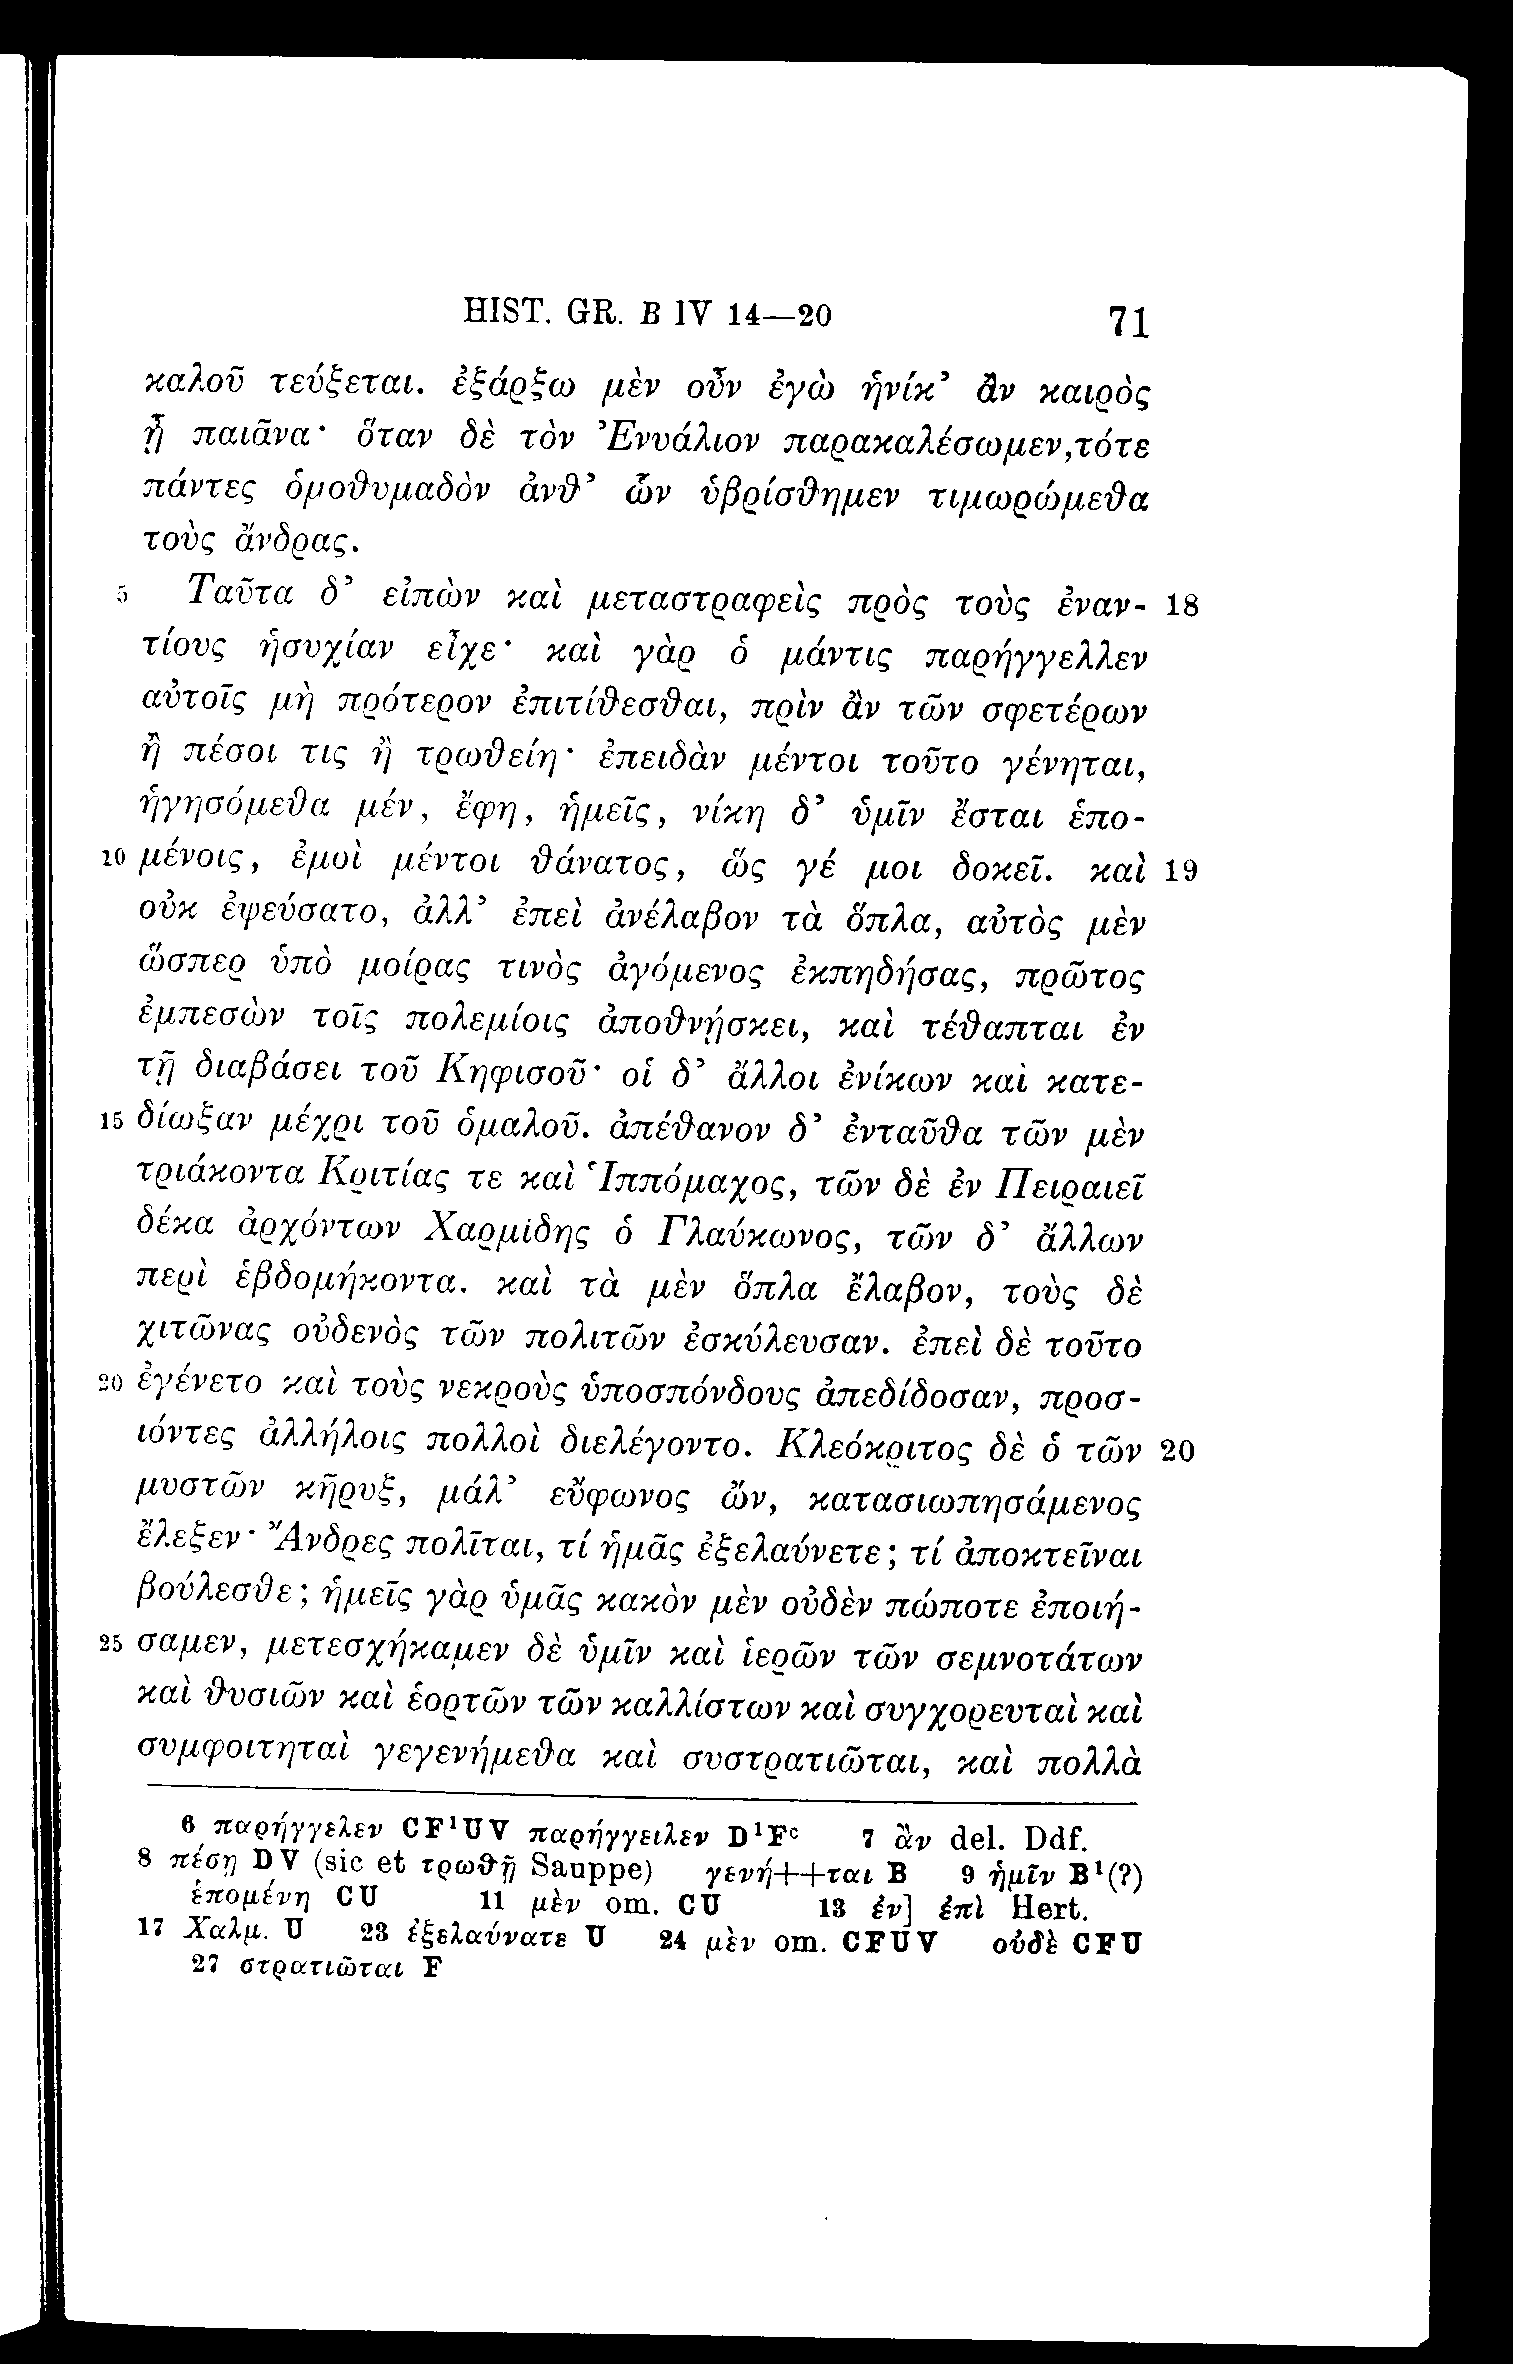 HIST. GR. B IV 14—20 71
καλοῦ τεύξεται. ἐξάρξω μὲν οὖν ἐγὼ ἡνίκ’ ἂν καιρὸς
ᾖ παιᾶνα· ὅταν δὲ τὸν Ἐνυάλιον παρακαλέσωμεν, τότε
πάντες ὁμοθυμαδὸν ἀνθ’ ὧν ὑβρίσθημεν τιμωρώμεθα
τοὺς ἄνδρας.
5 Ταῦτα δ’ εἰπὼν καὶ μεταστραφεὶς πρὸς τοὺς ἐναν- 18
τίους ἡσυχίαν εἶχε· καὶ γὰρ ὁ μάντις παρήγγελλεν
αὐτοῖς μὴ πρότερον ἐπιτίθεσθαι, πρὶν ἂν τῶν σφετέρων
ἢ πέσοι τις ἢ τρωθείη· ἐπειδὰν μέντοι τοῦτο γένηται,
ἡγησόμεθα μέν, ἔφη, ἡμεῖς, νίκη δ’ ὑμῖν ἔσται ἑπο-
10 μένοις, ἐμοὶ μέντοι θάνατος, ὥς γέ μοι δοκεῖ. καὶ 19
οὐκ ἐψεύσατο, ἀλλ’ ἐπεὶ ἀνέλαβον τὰ ὅπλα, αὐτὸς μὲν
ὥσπερ ὑπὸ μοίρας τινὸς ἀγόμενος ἐκπηδήσας, πρῶτος
ἐμπεσὼν τοῖς πολεμίοις ἀποθνῄσκει, καὶ τέθαπται ἐν
τῇ διαβάσει τοῦ Κηφισοῦ· οἱ δ’ ἄλλοι ἐνίκων καὶ κατε-
15 δίωξαν μέχρι τοῦ ὁμαλοῦ. ἀπέθανον δ’ ἐνταῦθα τῶν μὲν
τριάκοντα Κριτίας τε καὶ Ἱππόμαχος, τῶν δὲ ἐν Πειραιεῖ
δέκα ἀρχόντων Χαρμίδης ὁ Γλαύκωνος, τῶν δ’ ἄλλων
περὶ ἑβδομήκοντα. καὶ τὰ μὲν ὅπλα ἔλαβον, τοὺς δὲ
χιτῶνας οὐδενὸς τῶν πολιτῶν ἐσκύλευσαν. ἐπεὶ δὲ τοῦτο
20 ἐγένετο καὶ τοὺς νεκροὺς ὑποσπόνδους ἀπεδίδοσαν, προσ-
ιόντες ἀλλήλοις πολλοὶ διελέγοντο. Κλεόκριτος δὲ ὁ τῶν 20
μυστῶν κῆρυξ, μάλ’ εὔφωνος ὤν, κατασιωπησάμενος
ἔλεξεν· Ἄνδρες πολῖται, τί ἡμᾶς ἐξελαύνετε; τί ἀποκτεῖναι
βούλεσθε; ἡμεῖς γὰρ ὑμᾶς κακὸν μὲν οὐδὲν πώποτε ἐποιή-
25 σαμεν, μετεσχήκαμεν δὲ ὑμῖν καὶ ἱερῶν τῶν σεμνοτάτων
καὶ θυσιῶν καὶ ἑορτῶν τῶν καλλίστων καὶ συγχορευταὶ καὶ
συμφοιτηταὶ γεγενήμεθα καὶ συστρατιῶται, καὶ πολλὰ
6 παρήγγελεν CF¹UV παρήγγειλεν D¹Fᶜ 7 ἂν del. Ddf.
8 πέσῃ DV (sic et τρωθῇ Sauppe) γενή++ται B 9 ἡμῖν B¹(?)
ἑπομένη CU 11 μὲν om. CU 13 ἐν] ἐπὶ Hert.
17 Χαλμ. U 23 ἐξελαύνατε U 24 μὲν om. CFUV οὐδὲ CFU
27 στρατιῶται F